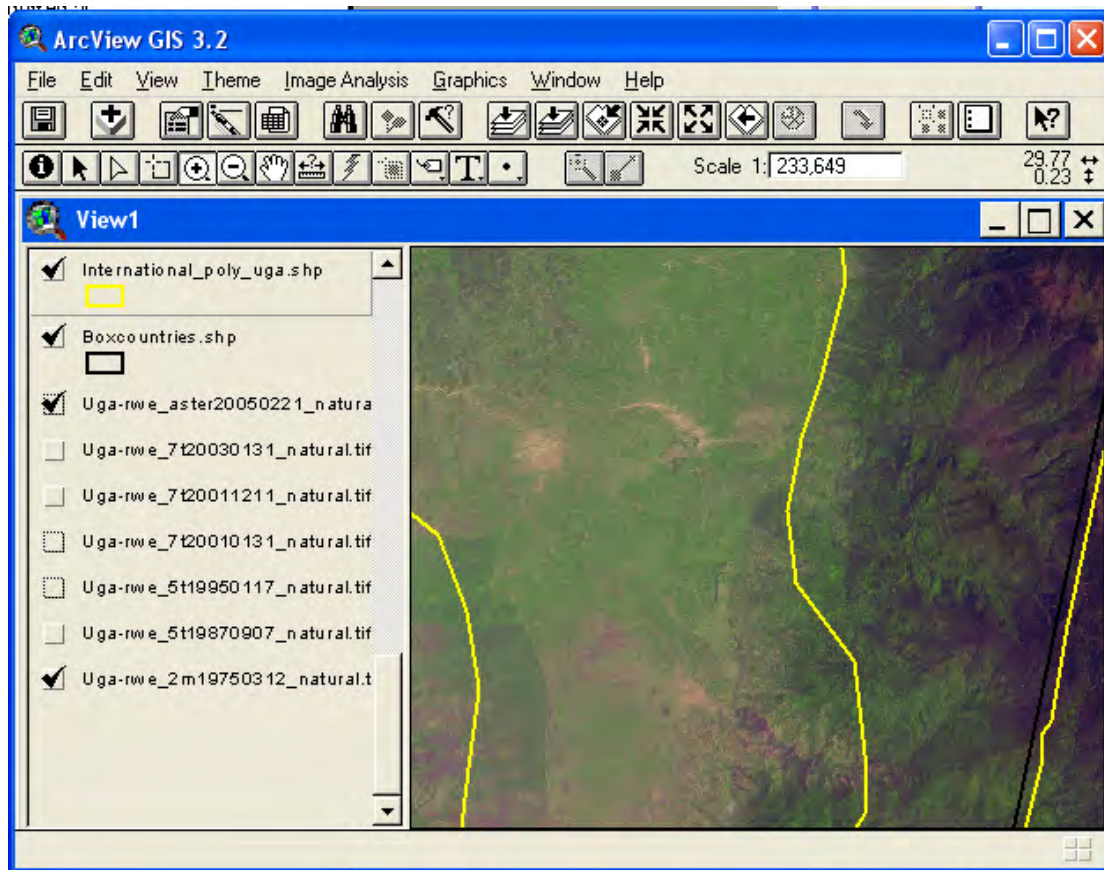 ArcView GIS 3.2
File Edit View Theme Image Analysis Graphics Window Help
Scale 1: 233,649
29.77
0.23
View1
International_poly_uga.shp
Boxcountries.shp
Uga-rwe_aster20050221_natura
Uga-rwe_7t20030131_natural.tif
Uga-rwe_7t20011211_natural.tif
Uga-rwe_7t20010131_natural.tif
Uga-rwe_5t19950117_natural.tif
Uga-rwe_5t19870907_natural.tif
Uga-rwe_2m19750312_natural.t